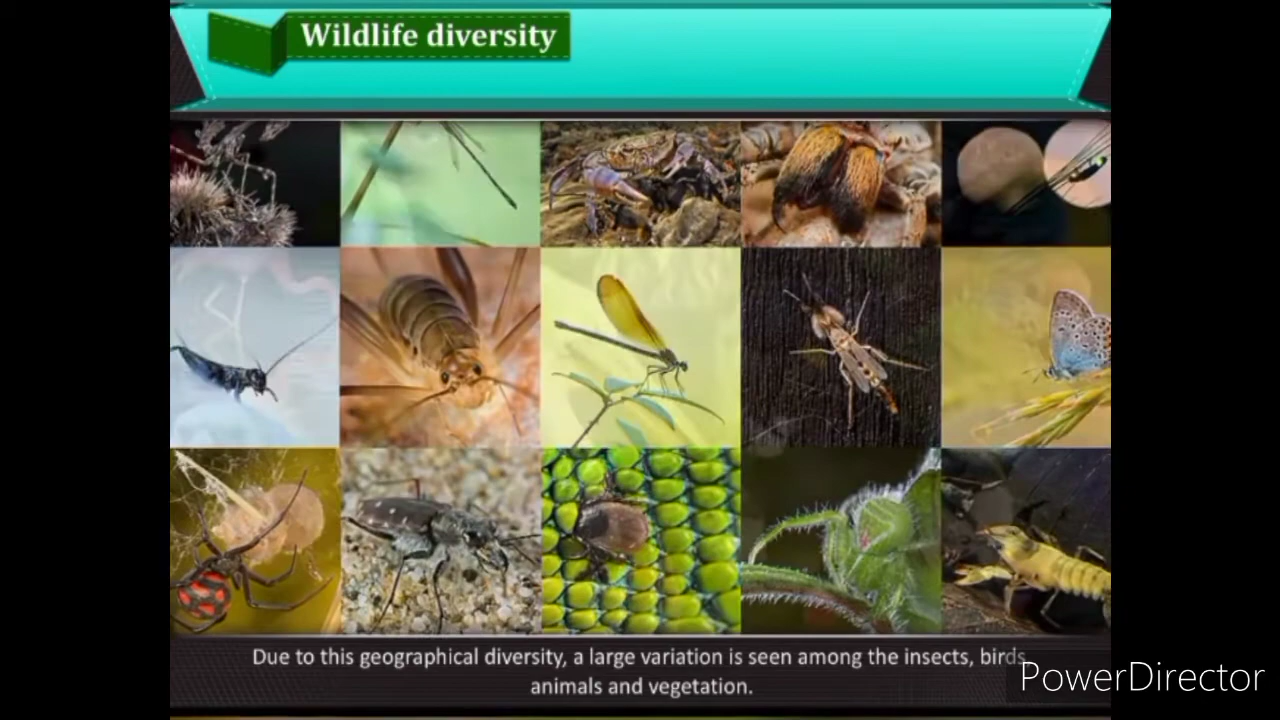 Wildlife diversity
Due to this geographical diversity, a large variation is seen among the insects, birds
animals and vegetation.
PowerDirector